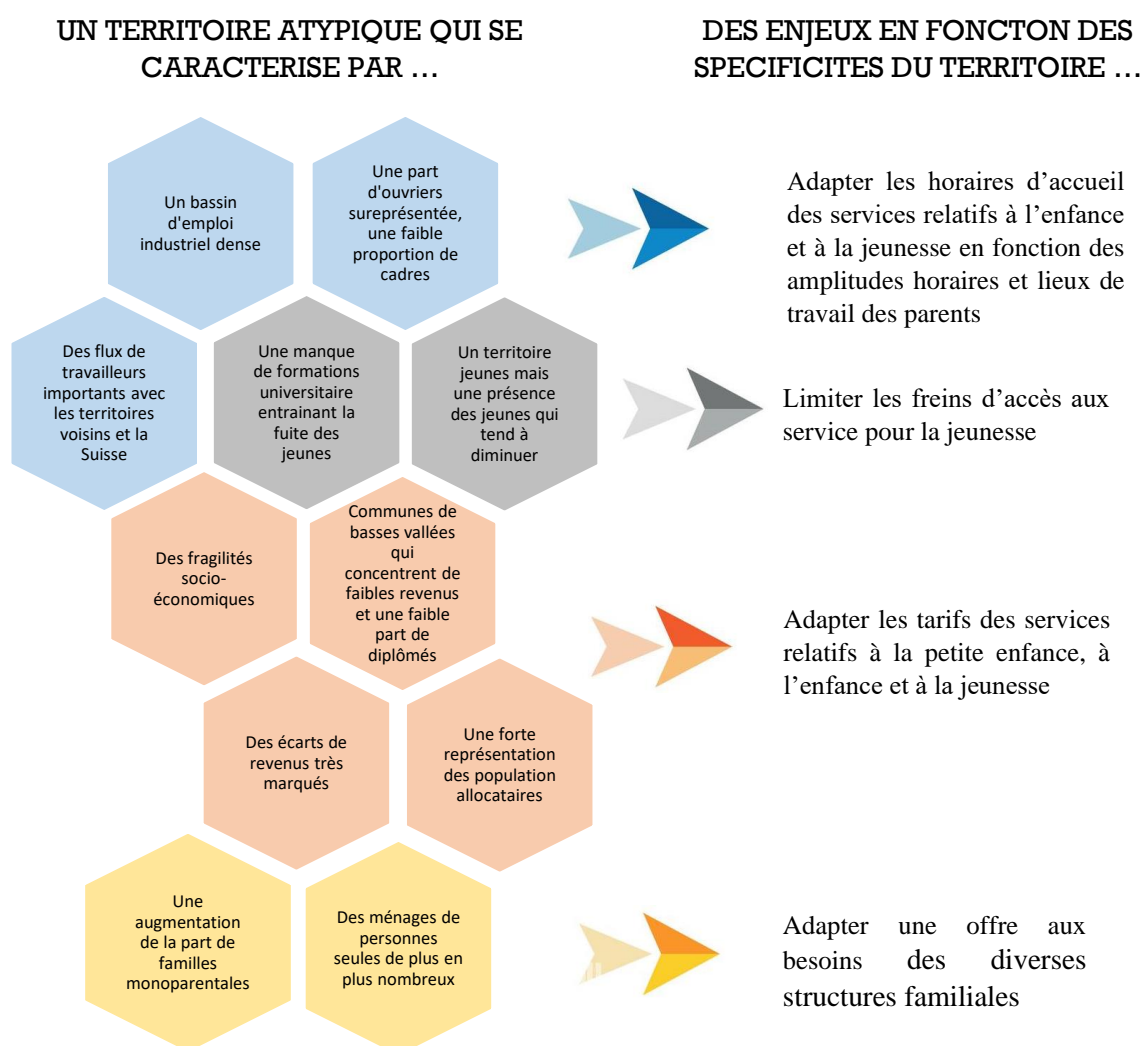 UN TERRITOIRE ATYPIQUE QUI SE
CARACTERISE PAR …
DES ENJEUX EN FONCTON DES
SPECIFICITES DU TERRITOIRE …
Un bassin
d'emploi
industriel dense
Une part
d'ouvriers
sureprésentée,
une faible
proportion de
cadres
Adapter les horaires d’accueil
des services relatifs à l’enfance
et à la jeunesse en fonction des
amplitudes horaires et lieux de
travail des parents
Des flux de
travailleurs
importants avec
les territoires
voisins et la
Suisse
Une manque
de formations
universitaire
entrainant la
fuite des
jeunes
Un territoire
jeunes mais
une présence
des jeunes qui
tend à
diminuer
Limiter les freins d’accès aux
service pour la jeunesse
Des fragilités
socio-
économiques
Communes de
basses vallées
qui
concentrent de
faibles revenus
et une faible
part de
diplômés
Adapter les tarifs des services
relatifs à la petite enfance, à
l’enfance et à la jeunesse
Des écarts de
revenus très
marqués
Une forte
représentation
des population
allocataires
Une
augmentation
de la part de
familles
monoparentales
Des ménages de
personnes
seules de plus en
plus nombreux
Adapter une offre aux
besoins des diverses
structures familiales